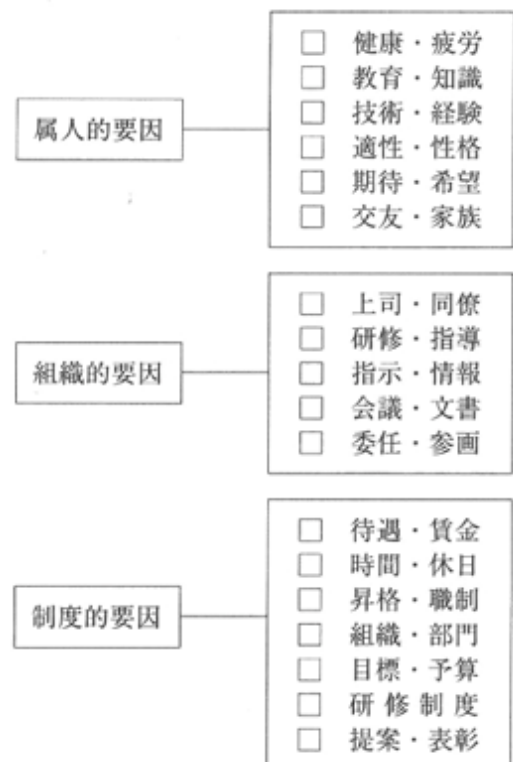 属人的要因
□ 健康・疲労
□ 教育・知識
□ 技術・経験
□ 適性・性格
□ 期待・希望
□ 交友・家族
組織的要因
□ 上司・同僚
□ 研修・指導
□ 指示・情報
□ 会議・文書
□ 委任・参画
制度的要因
□ 待遇・賃金
□ 時間・休日
□ 昇格・職制
□ 組織・部門
□ 目標・予算
□ 研修制度
□ 提案・表彰